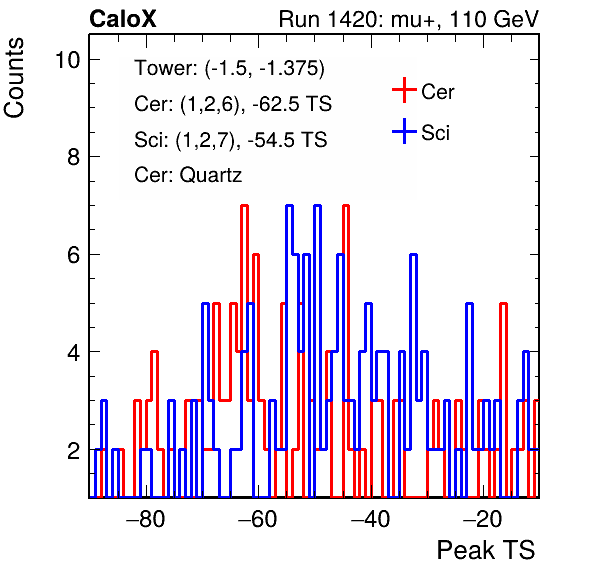 CaloX Run 1420: mu+, 110 GeV
Counts
Tower: (-1.5, -1.375)
Cer: (1,2,6), -62.5 TS
Sci: (1,2,7), -54.5 TS
Cer: Quartz
Cer
Sci
10
8
6
4
2
−80 −60 −40 −20
Peak TS